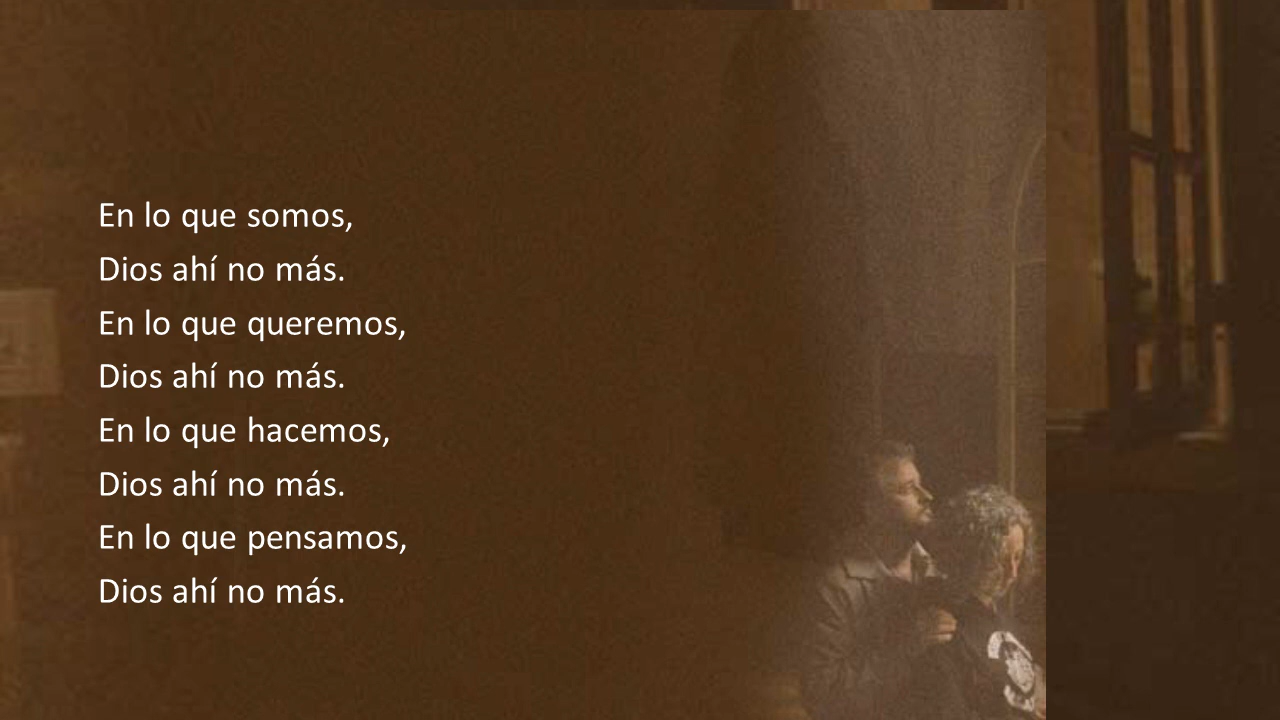 En lo que somos,
Dios ahí no más.
En lo que queremos,
Dios ahí no más.
En lo que hacemos,
Dios ahí no más.
En lo que pensamos,
Dios ahí no más.